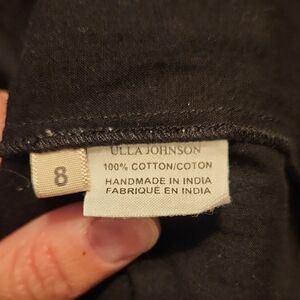 ULLA JOHNSON
8
100% COTTON/COTON
HANDMADE IN INDIA
FABRIQUÉ EN INDIA